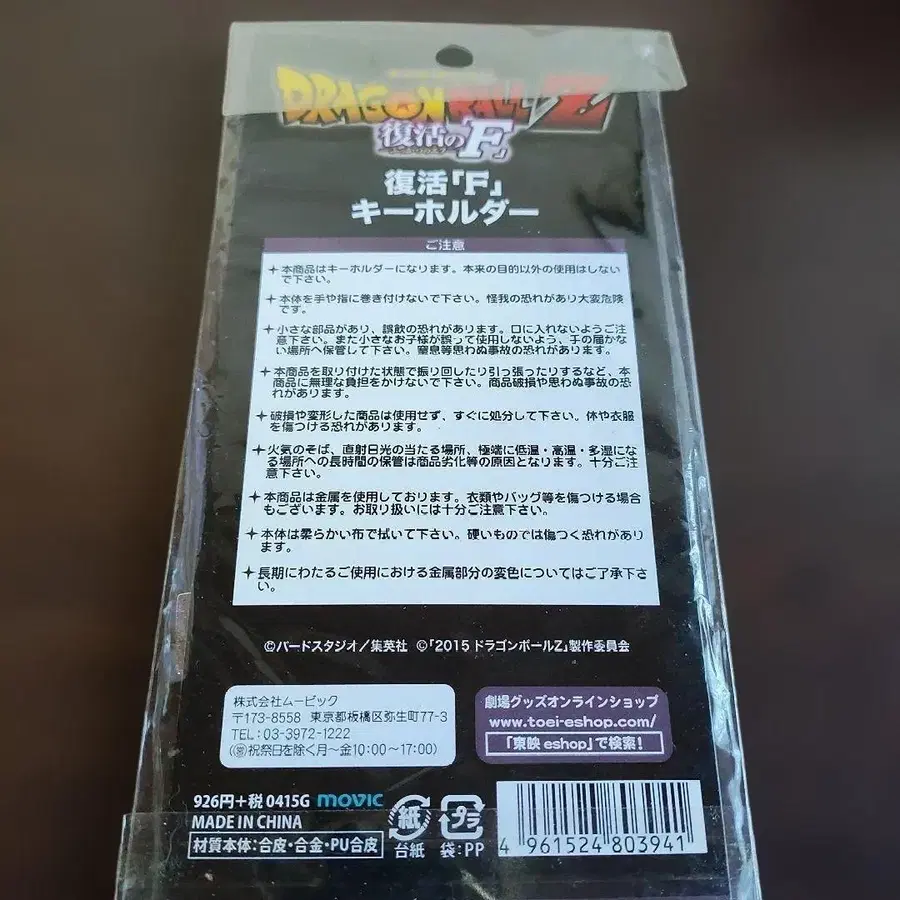 DRAGON BALL Z
復活の「F」
復活「F」
キーホルダー
ご注意
本商品はキーホルダーになります。本来の目的以外の使用はしない
で下さい。
本体を手や指に巻き付けないで下さい。怪我の恐れがあり大変危険
です。
小さな部品があり、誤飲の恐れがあります。口に入れないようご注
意下さい。また小さなお子様が誤って使用しないよう、手の届かな
い場所へ保管して下さい。窒息等思わぬ事故の恐れがあります。
本商品を取り付けた状態で振り回したり引っ張ったりするなど、本
商品に無理な負担をかけないで下さい。商品破損や思わぬ事故の恐
れがあります。
破損や変形した商品は使用せず、すぐに処分して下さい。体や衣服
を傷つける恐れがあります。
火気のそば、直射日光の当たる場所、極端に低温・高温・多湿にな
る場所への長時間の保管は商品劣化等の原因となります。十分ご注
意下さい。
本商品は金属を使用しております。衣類やバッグ等を傷つける場合
もございます。お取り扱いには十分ご注意下さい。
本体は柔らかい布で拭いて下さい。硬いものでは傷つく恐れがあり
ます。
長期にわたるご使用における金属部分の変色についてはご了承下さ
い。
©バードスタジオ/集英社 ©「2015 ドラゴンボールZ」製作委員会
株式会社ムービック
〒173-8558 東京都板橋区弥生町77-3
TEL:03-3972-1222
(営祝祭日を除く月〜金10:00〜17:00)
劇場グッズオンラインショップ
www.toei-eshop.com/
「東映 eshop」で検索!
926円+税 0415G movic
MADE IN CHINA
材質本体:合皮・合金・PU合皮
紙
台紙
プラ
袋:PP
4 961524 803941